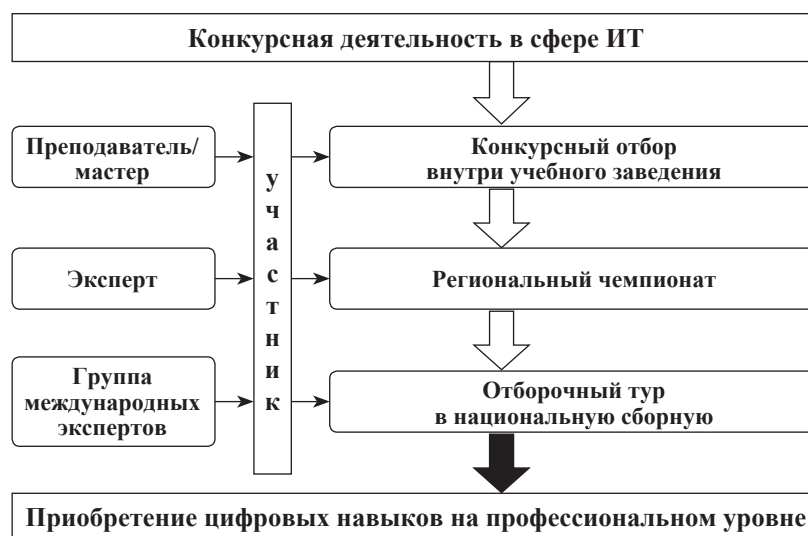 Конкурсная деятельность в сфере ИТ
Преподаватель/
мастер
участник
Конкурсный отбор
внутри учебного заведения
Эксперт
Региональный чемпионат
Группа
международных
экспертов
Отборочный тур
в национальную сборную
Приобретение цифровых навыков на профессиональном уровне